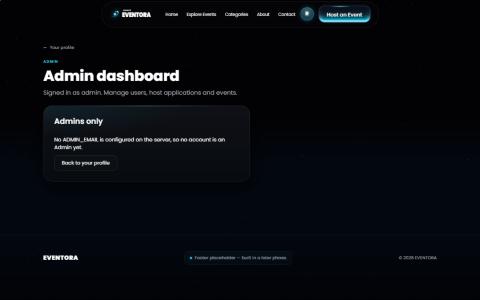 EVENTORA
Home
Explore Events
Categories
About
Contact
Host an Event
← Your profile
ADMIN
Admin dashboard
Signed in as admin. Manage users, host applications and events.
Admins only
No ADMIN_EMAIL is configured on the server, so no account is an
Admin yet.
Back to your profile
EVENTORA
Footer placeholder — built in a later phase.
© 2026 EVENTORA